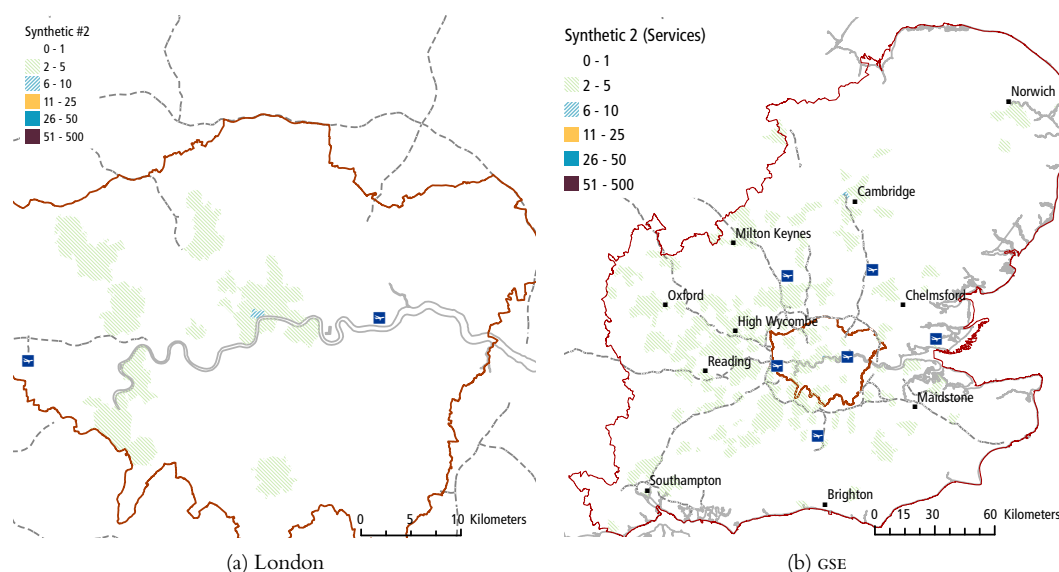 Synthetic #2
0 - 1
2 - 5
6 - 10
11 - 25
26 - 50
51 - 500
0 5 10 Kilometers
(a) London
Synthetic 2 (Services)
0 - 1
2 - 5
6 - 10
11 - 25
26 - 50
51 - 500
Norwich
Cambridge
Milton Keynes
Oxford
Chelmsford
High Wycombe
Reading
Maidstone
Southampton
Brighton
0 15 30 60 Kilometers
(b) GSE